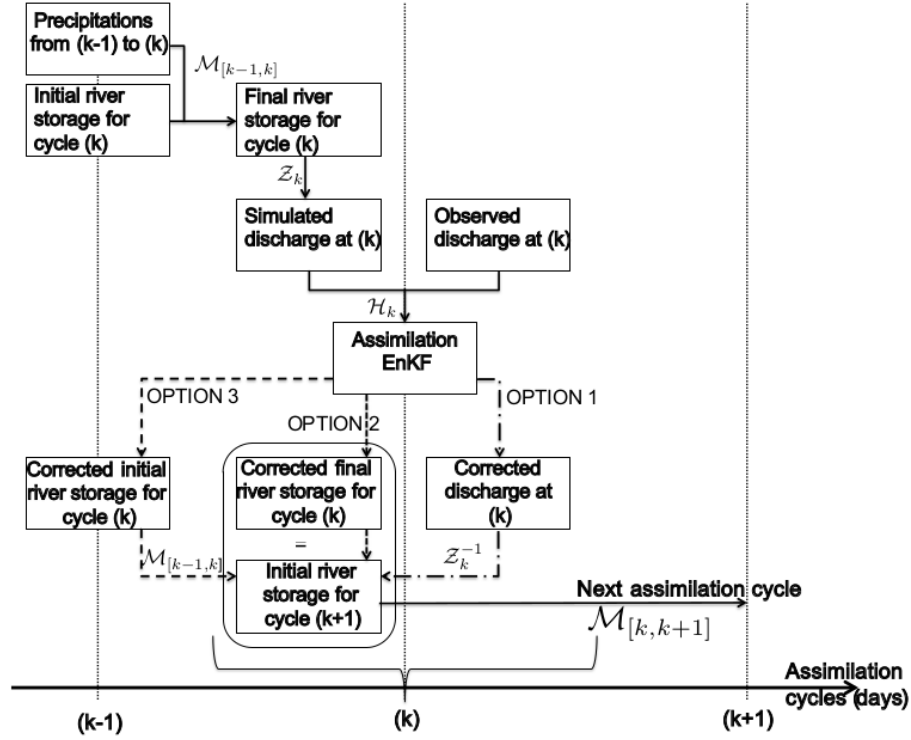 Precipitations
from (k-1) to (k)
Initial river
storage for
cycle (k)
M[k−1,k]
Final river
storage for
cycle (k)
Zk
Simulated
discharge at (k)
Observed
discharge at (k)
Hk
Assimilation
EnKF
OPTION 3
OPTION 2
OPTION 1
Corrected initial
river storage for
cycle (k)
Corrected final
river storage for
cycle (k)
Corrected
discharge at
(k)
=
M[k−1,k]
Zk−1
Initial river
storage for
cycle (k+1)
Next assimilation cycle
M[k,k+1]
Assimilation
cycles (days)
(k-1)
(k)
(k+1)